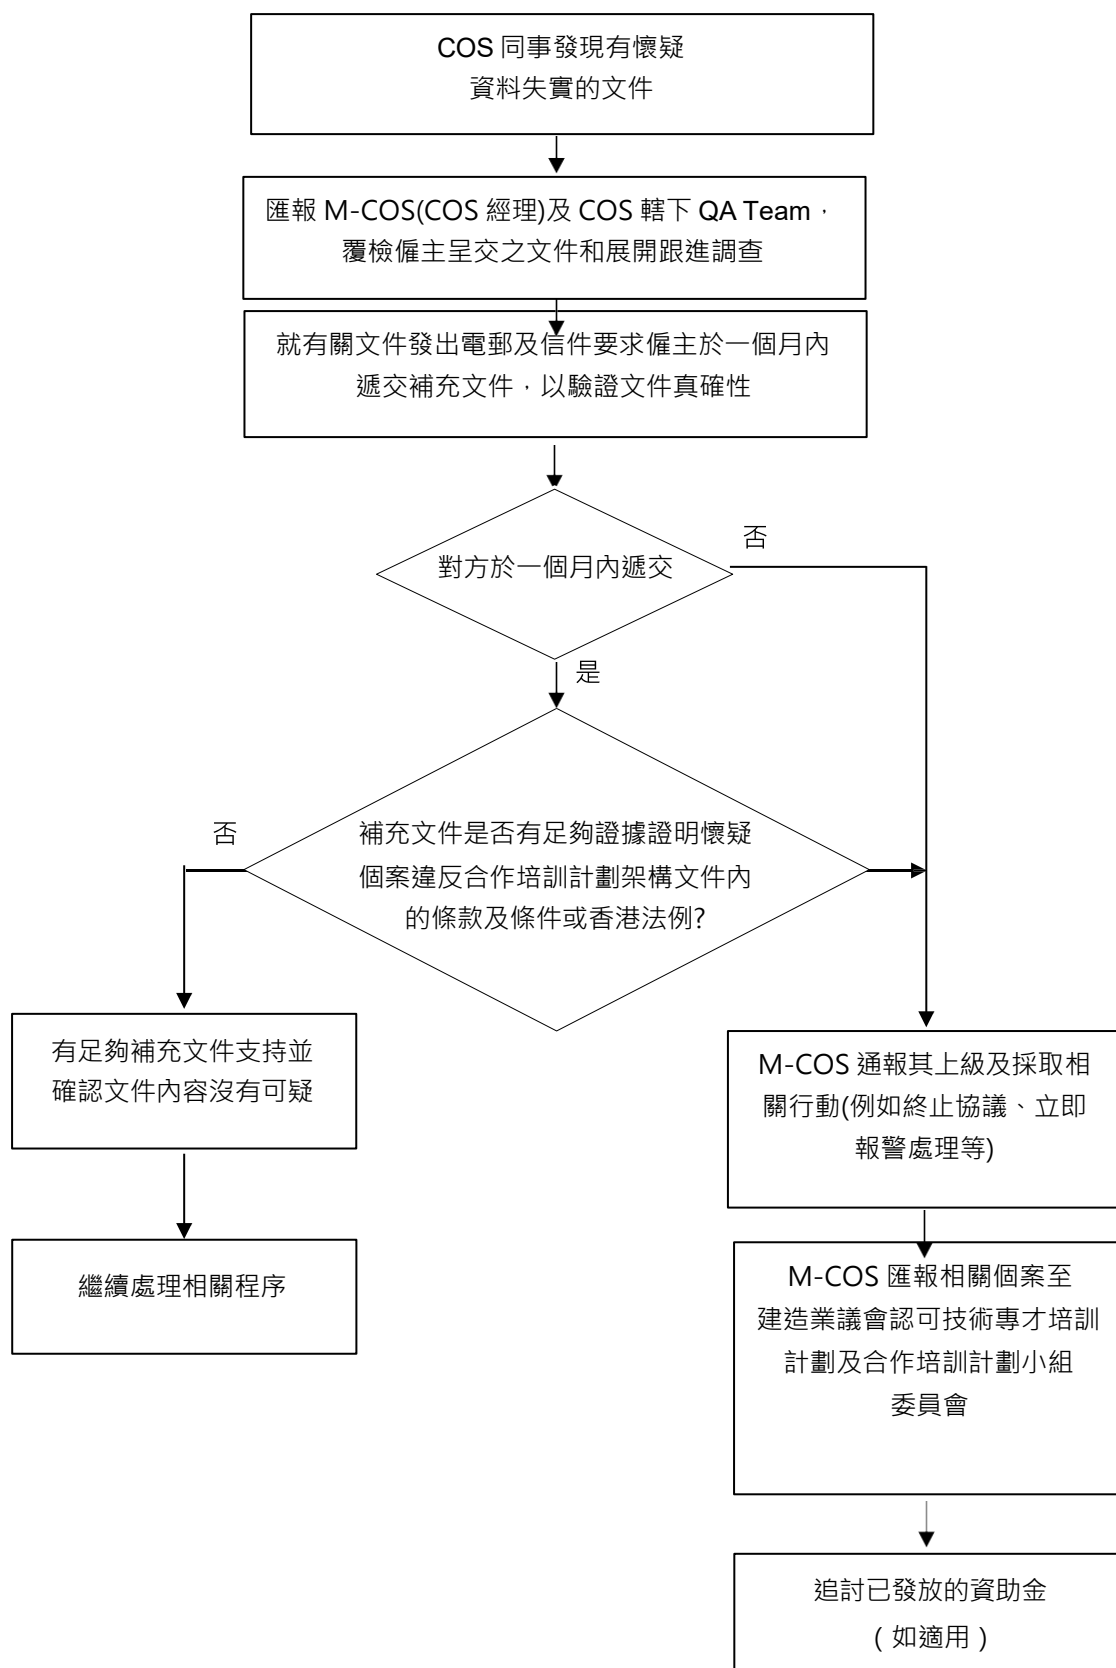 COS 同事發現有懷疑
資料失實的文件
匯報 M-COS(COS 經理)及 COS 轄下 QA Team，
覆檢僱主呈交之文件和展開跟進調查
就有關文件發出電郵及信件要求僱主於一個月內
遞交補充文件，以驗證文件真確性
對方於一個月內遞交
否
是
補充文件是否有足夠證據證明懷疑
個案違反合作培訓計劃架構文件內
的條款及條件或香港法例?
否
有足夠補充文件支持並
確認文件內容沒有可疑
繼續處理相關程序
M-COS 通報其上級及採取相
關行動(例如終止協議、立即
報警處理等)
M-COS 匯報相關個案至
建造業議會認可技術專才培訓
計劃及合作培訓計劃小組
委員會
追討已發放的資助金
( 如適用 )